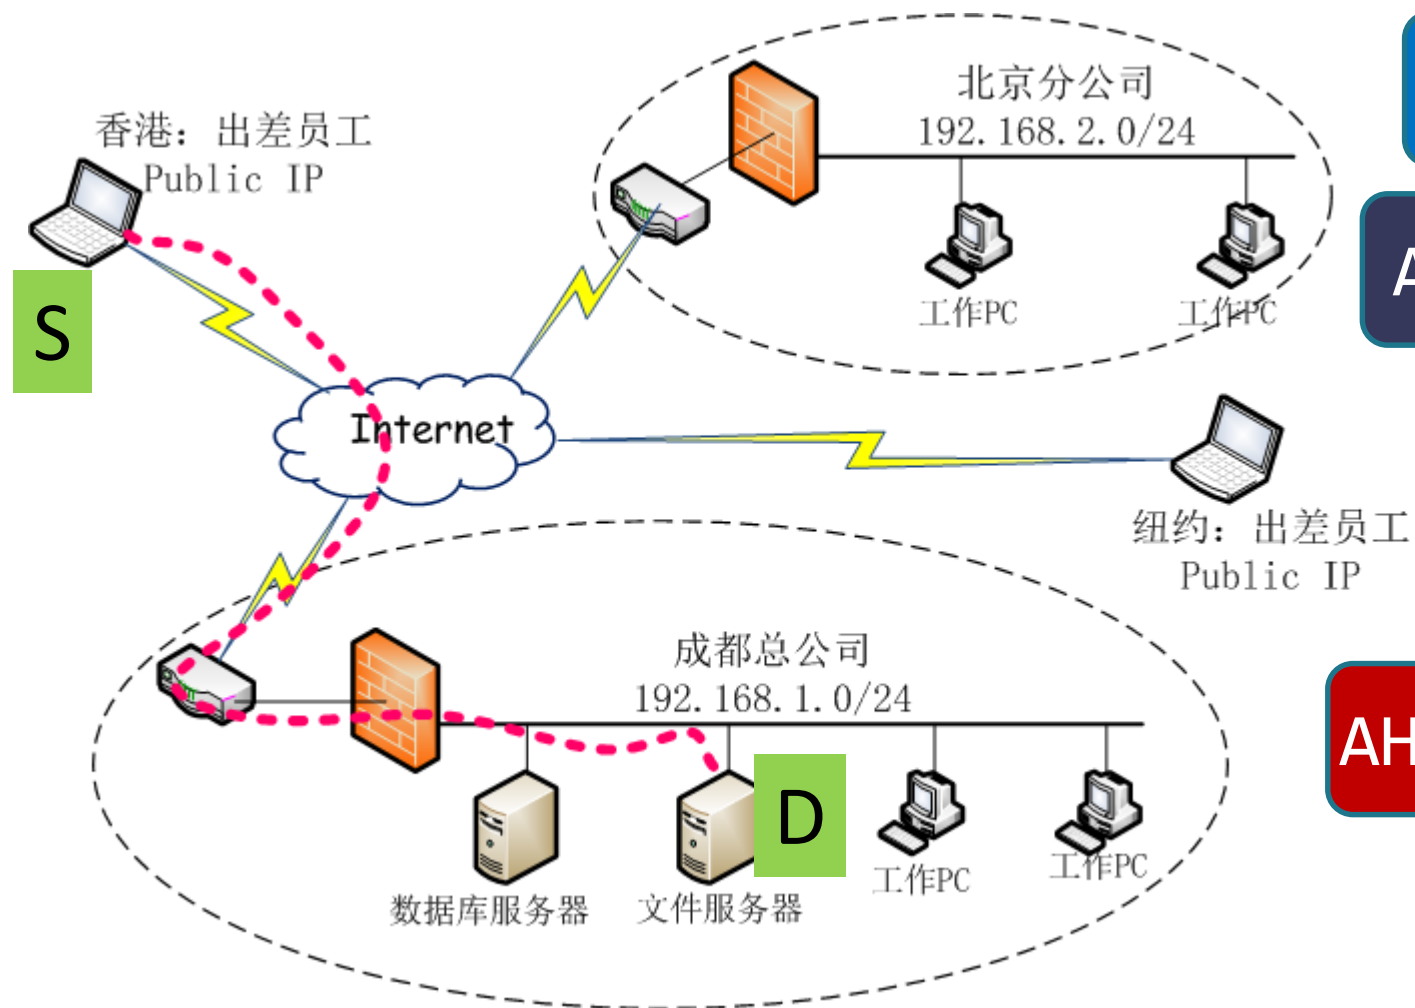 北京分公司
192.168.2.0/24
香港：出差员工
Public IP
S
工作PC
工作PC
A
Internet
纽约：出差员工
Public IP
成都总公司
192.168.1.0/24
AH
D
工作PC
工作PC
数据库服务器
文件服务器